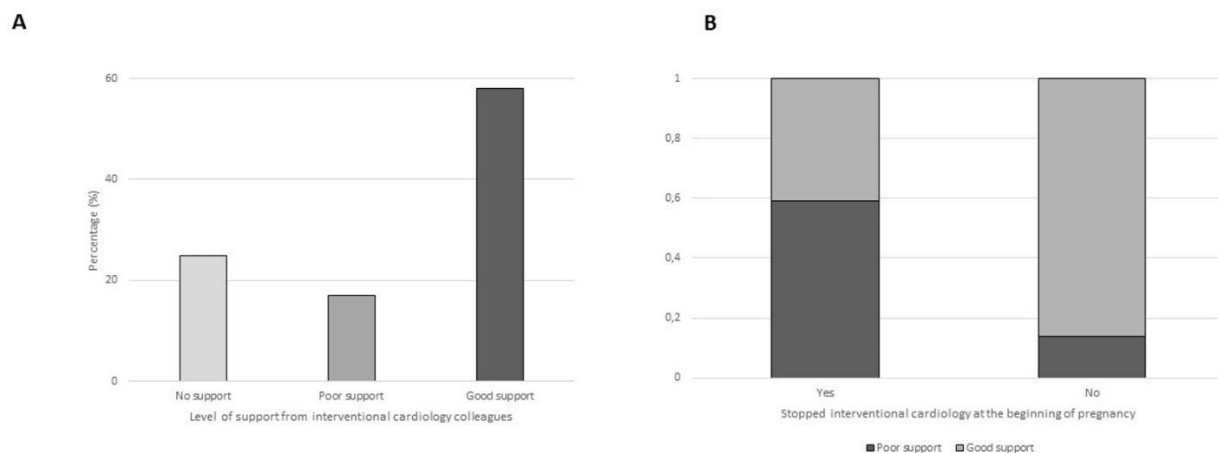 A
60
40
20
0
Percentage (%)
No support
Poor support
Good support
Level of support from interventional cardiology colleagues
B
1
0,8
0,6
0,4
0,2
0
Yes
No
Stopped interventional cardiology at the beginning of pregnancy
Poor support
Good support